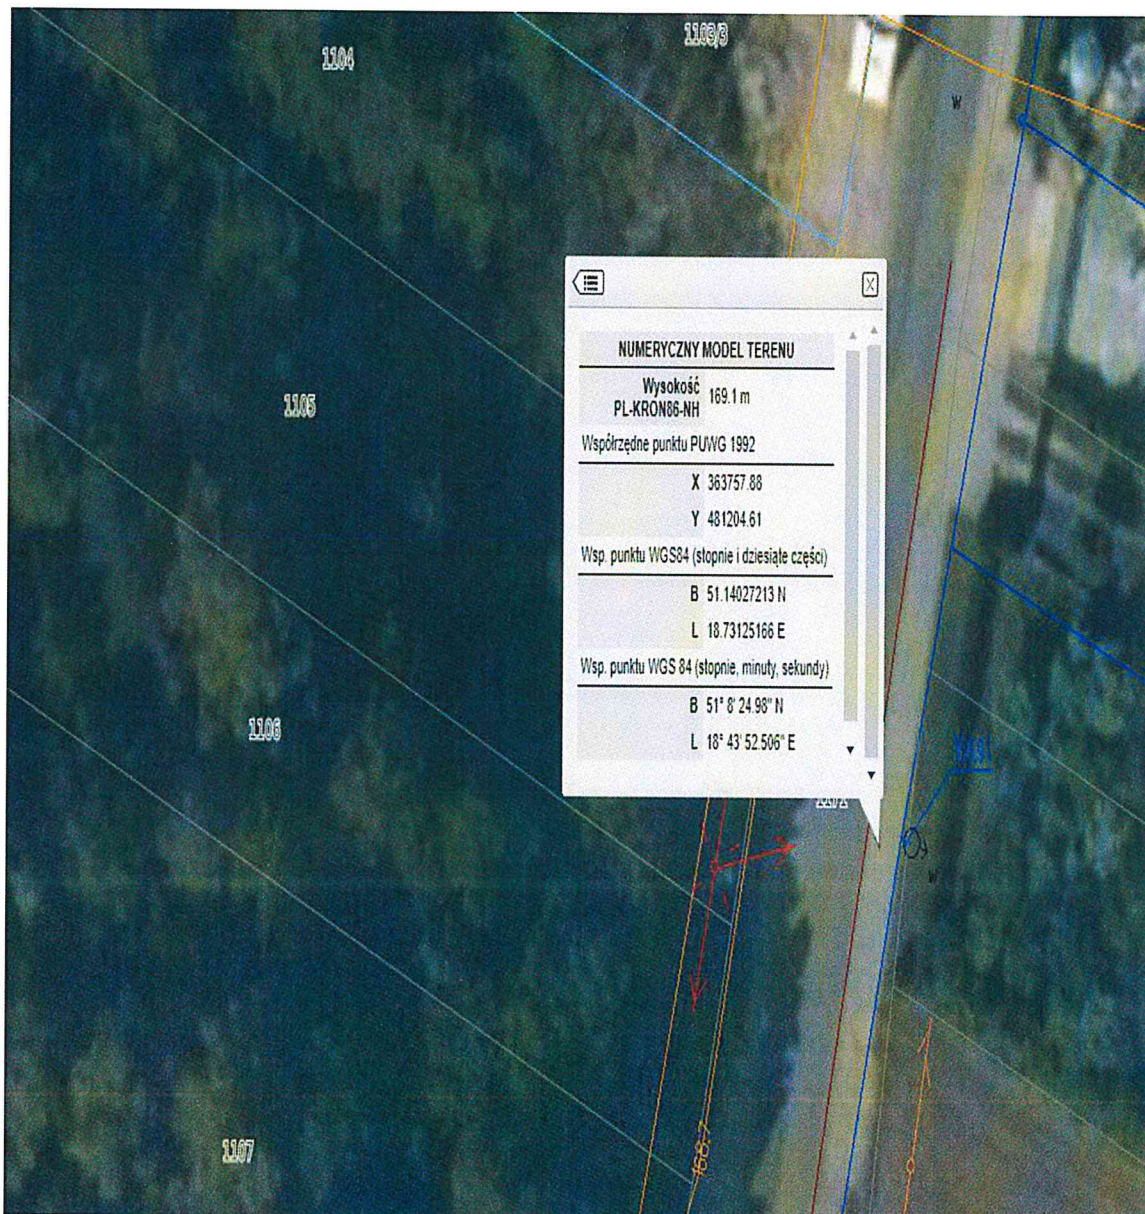 1104
1103/3
W
1105
NUMERYCZNY MODEL TERENU
Wysokość
PL-KRON86-NH 169.1 m
Współrzędne punktu PUWG 1992
X 363757.88
Y 481204.61
Wsp. punktu WGS84 (stopnie i dziesiąte części)
B 51.14027213 N
L 18.73125166 E
Wsp. punktu WGS 84 (stopnie, minuty, sekundy)
B 51° 8' 24.98" N
L 18° 43' 52.506" E
1106
W
1107
168.7